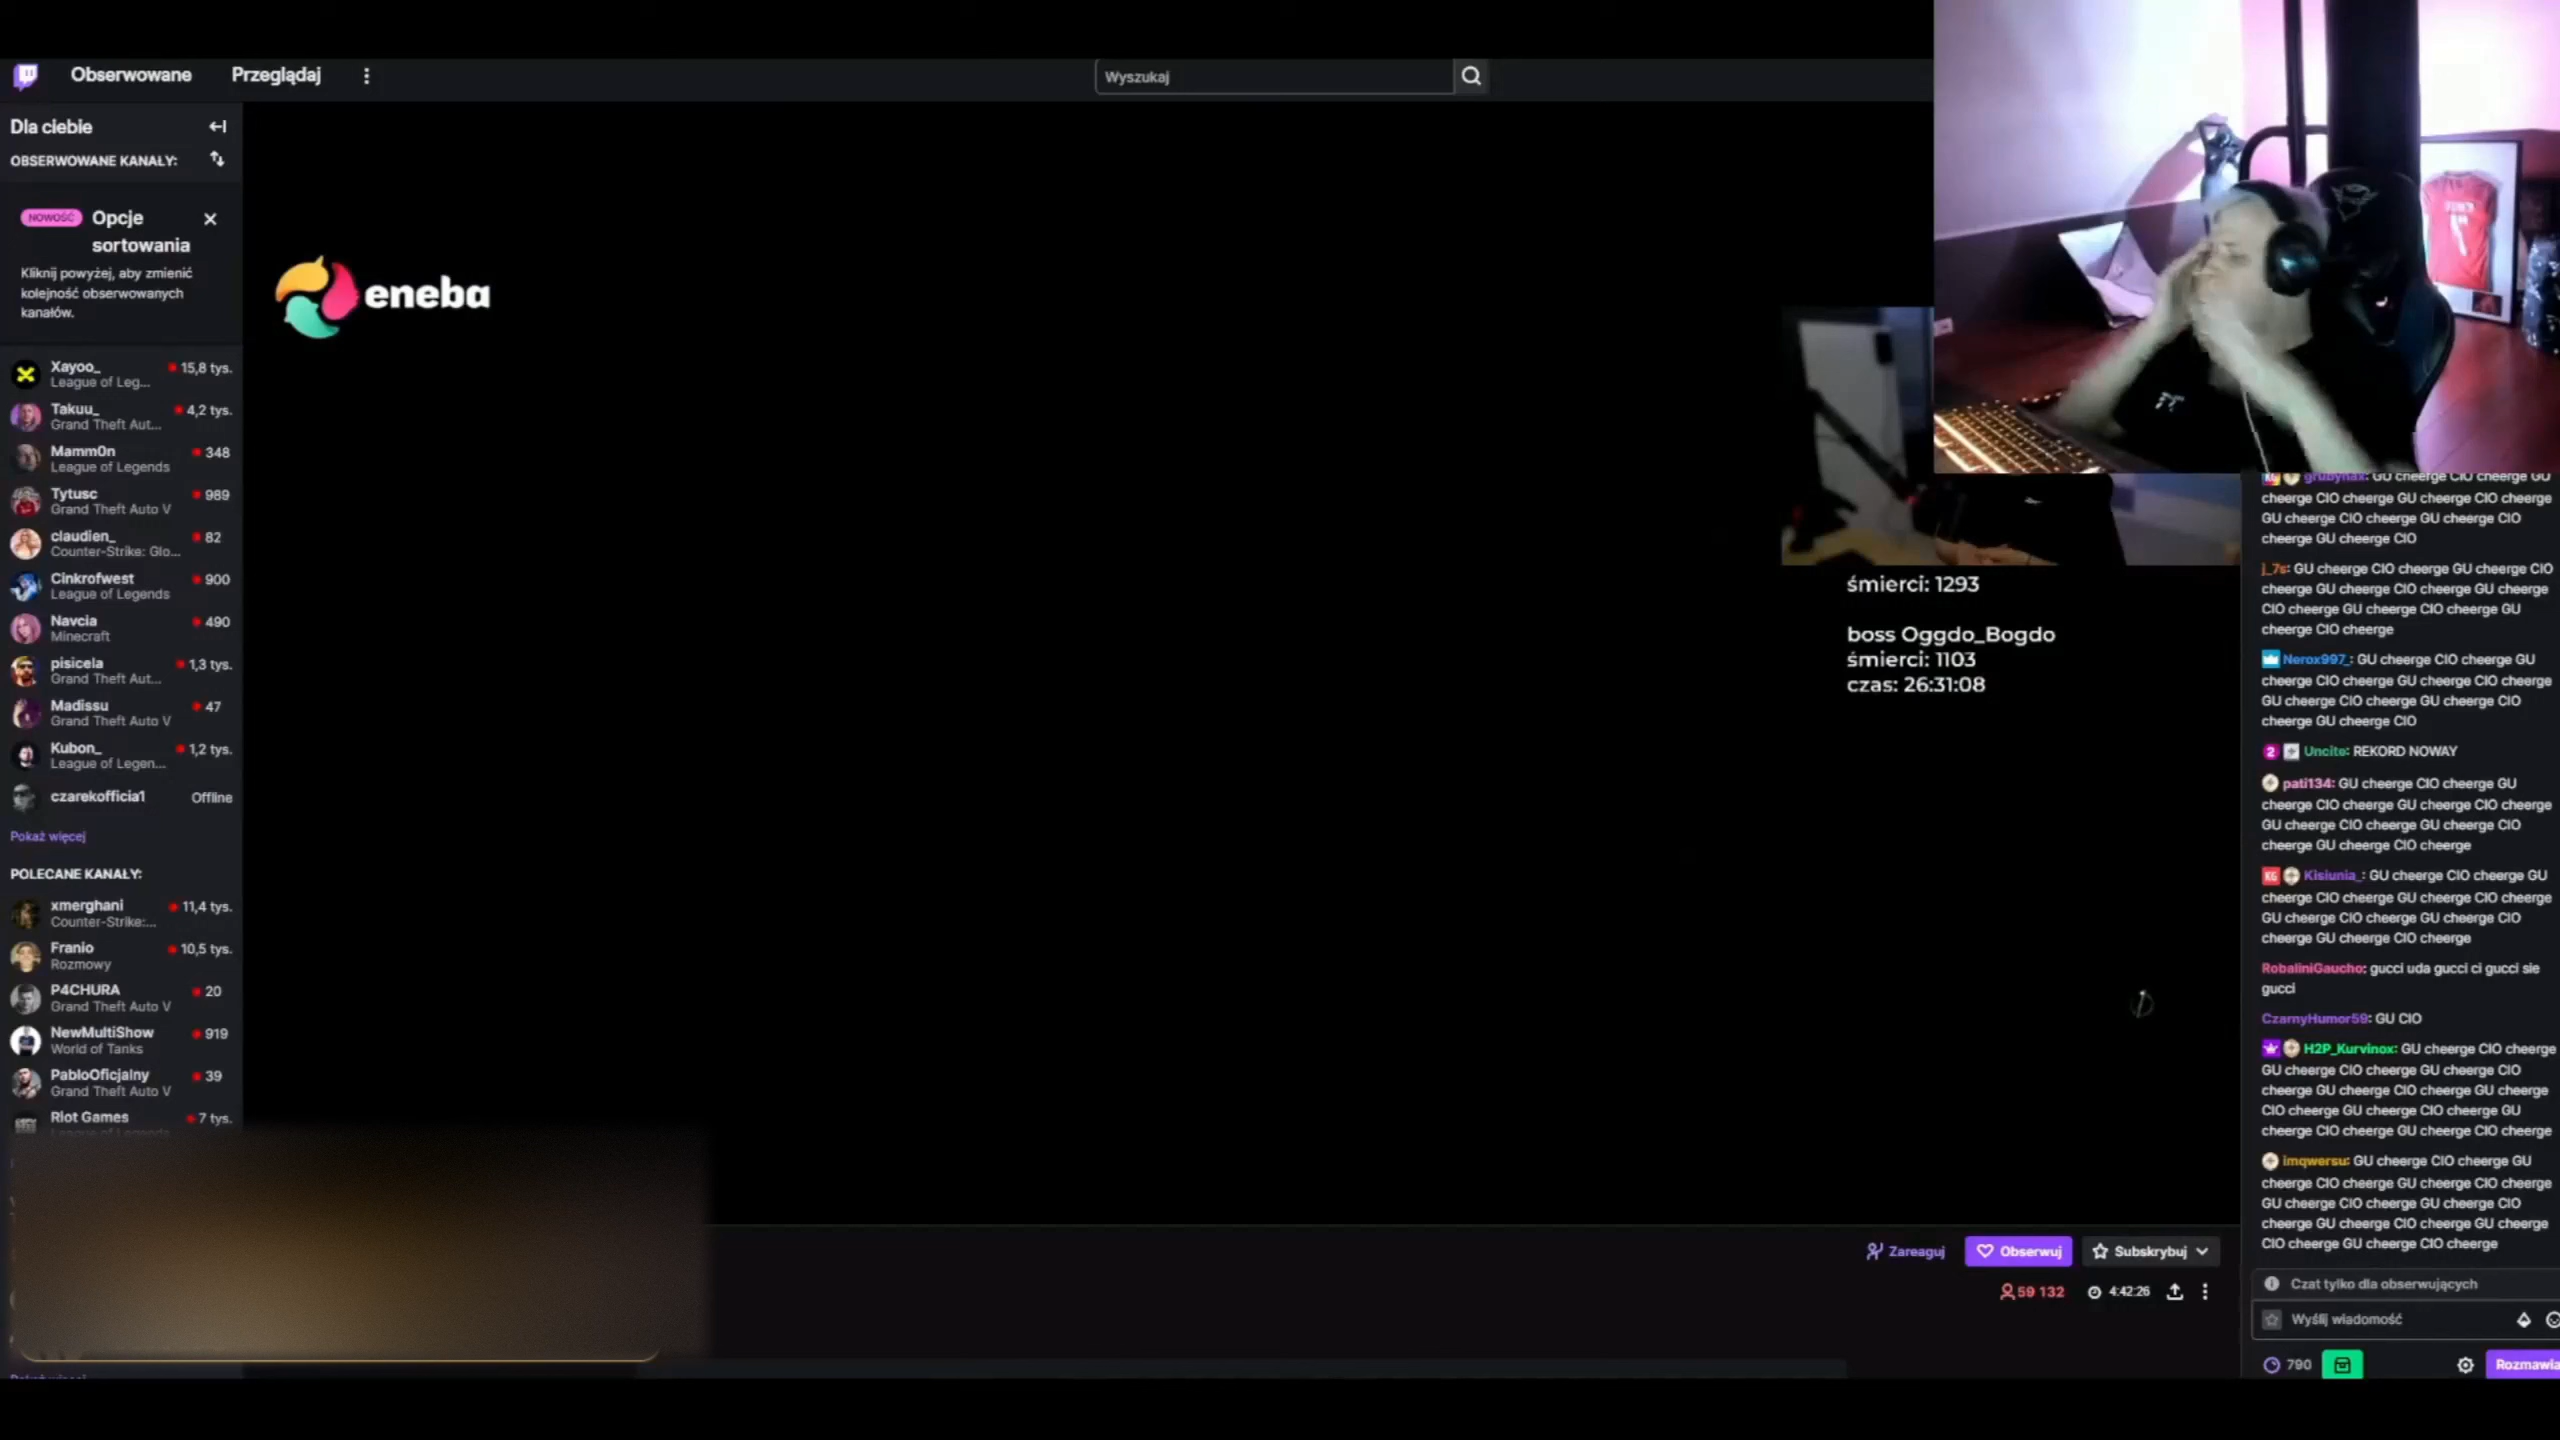 Obserwowane
Przeglądaj
Wyszukaj
Dla ciebie
OBSERWOWANE KANAŁY:
NOWOŚĆ
Opcje
sortowania
Kliknij powyżej, aby zmienić
kolejność obserwowanych
kanałów.
Xayoo_
15,8 tys.
League of Leg...
Takuu_
4,2 tys.
Grand Theft Aut...
Mamm0n
348
League of Legends
Tytusc
989
Grand Theft Auto V
claudien_
82
Counter-Strike: Glo...
Cinkrofwest
900
League of Legends
Navcia
490
Minecraft
pisicela
1,3 tys.
Grand Theft Aut...
Madissu
47
Grand Theft Auto V
Kubon_
1,2 tys.
League of Legen...
czarekofficia1
Offline
Pokaż więcej
POLECANE KANAŁY:
xmerghani
11,4 tys.
Counter-Strike:...
Franio
10,5 tys.
Rozmowy
P4CHURA
20
Grand Theft Auto V
NewMultiShow
919
World of Tanks
PabloOficjalny
39
Grand Theft Auto V
Riot Games
7 tys.
eneba
śmierci: 1293
boss Oggdo_Bogdo
śmierci: 1103
czas: 26:31:08
Zareaguj
Obserwuj
Subskrybuj
59 132
4:42:26
grubynax: GU cheerge CIO cheerge GU
cheerge CIO cheerge GU cheerge CIO cheerge
GU cheerge CIO cheerge GU cheerge CIO
cheerge GU cheerge CIO
j_7s: GU cheerge CIO cheerge GU cheerge CIO
cheerge GU cheerge CIO cheerge GU cheerge
CIO cheerge GU cheerge CIO cheerge GU
cheerge CIO cheerge
Nerox997_: GU cheerge CIO cheerge GU
cheerge CIO cheerge GU cheerge CIO cheerge
GU cheerge CIO cheerge GU cheerge CIO
cheerge GU cheerge CIO
2
Uncite: REKORD NOWAY
pati134: GU cheerge CIO cheerge GU
cheerge CIO cheerge GU cheerge CIO cheerge
GU cheerge CIO cheerge GU cheerge CIO
cheerge GU cheerge CIO cheerge
KG Kisiunia_: GU cheerge CIO cheerge GU
cheerge CIO cheerge GU cheerge CIO cheerge
GU cheerge CIO cheerge GU cheerge CIO
cheerge GU cheerge CIO cheerge
RobaliniGaucho: gucci uda gucci ci gucci sie
gucci
CzarnyHumor59: GU CIO
H2P_Kurvinox: GU cheerge CIO cheerge
GU cheerge CIO cheerge GU cheerge CIO
cheerge GU cheerge CIO cheerge GU cheerge
CIO cheerge GU cheerge CIO cheerge GU
cheerge CIO cheerge GU cheerge CIO cheerge
imqwersu: GU cheerge CIO cheerge GU
cheerge CIO cheerge GU cheerge CIO cheerge
GU cheerge CIO cheerge GU cheerge CIO
cheerge GU cheerge CIO cheerge GU cheerge
CIO cheerge GU cheerge CIO cheerge
Czat tylko dla obserwujących
Wyślij wiadomość
790
Rozmawia